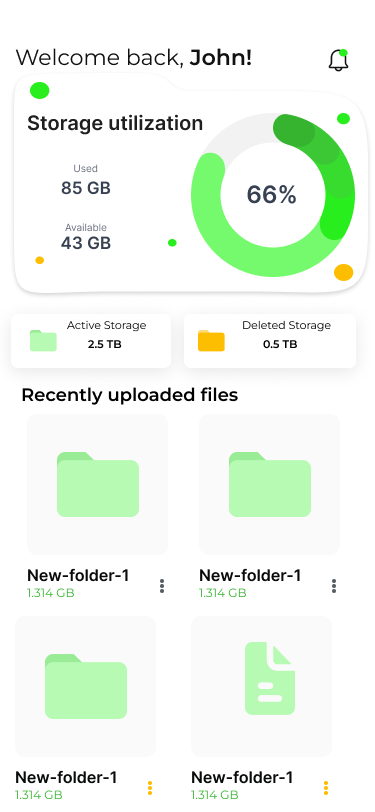 Welcome back, John!
Storage utilization
Used
85 GB
66%
Available
43 GB
Active Storage
2.5 TB
Deleted Storage
0.5 TB
Recently uploaded files
New-folder-1
1.314 GB
New-folder-1
1.314 GB
New-folder-1
1.314 GB
New-folder-1
1.314 GB